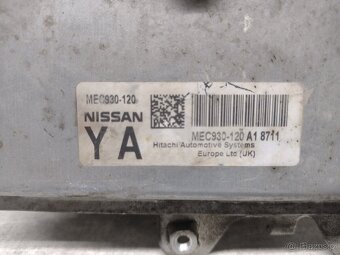 MEC930-120
NISSAN
YA
MEC930-120 A1 8711
Hitachi Automotive Systems
Europe Ltd (UK)